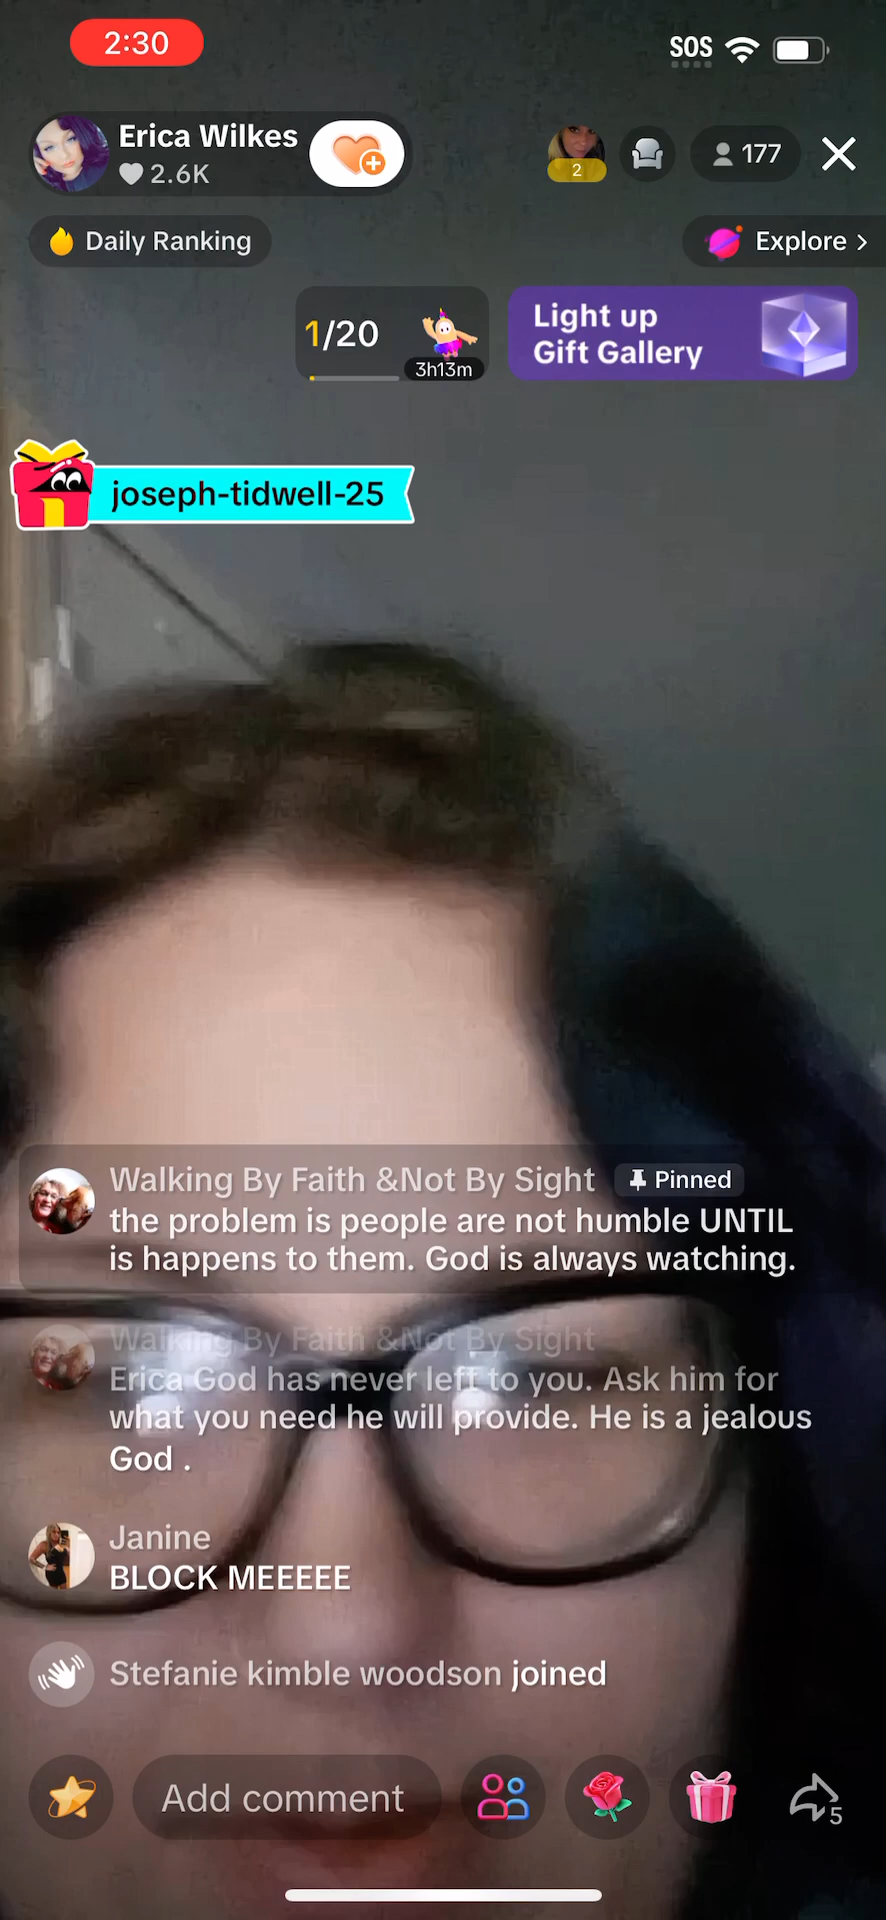 2:30
SOS
Erica Wilkes
2.6K
2
177
Daily Ranking
Explore >
1/20
3h13m
Light up
Gift Gallery
joseph-tidwell-25
Walking By Faith &Not By Sight
Pinned
the problem is people are not humble UNTIL
is happens to them. God is always watching.
Walking By Faith &Not By Sight
Erica God has never left to you. Ask him for
what you need he will provide. He is a jealous
God .
Janine
BLOCK MEEEEE
Stefanie kimble woodson joined
Add comment
5